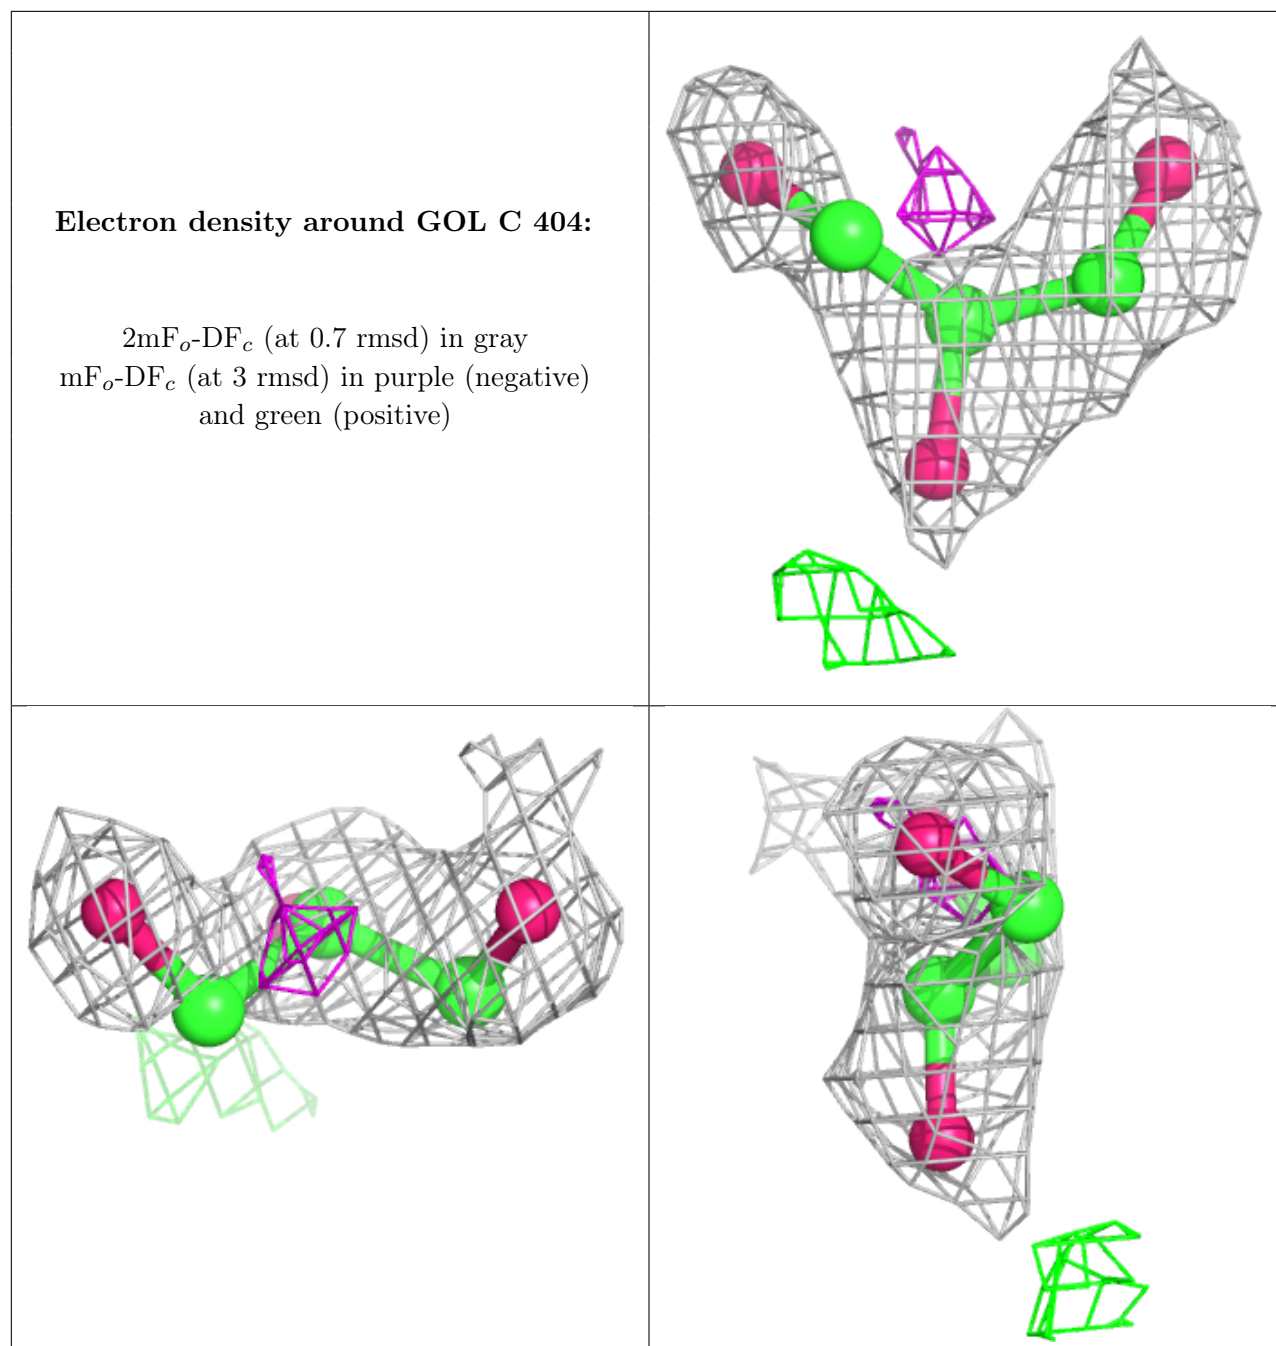 Electron density around GOL C 404:
2mFo-DFc (at 0.7 rmsd) in gray
mFo-DFc (at 3 rmsd) in purple (negative)
and green (positive)